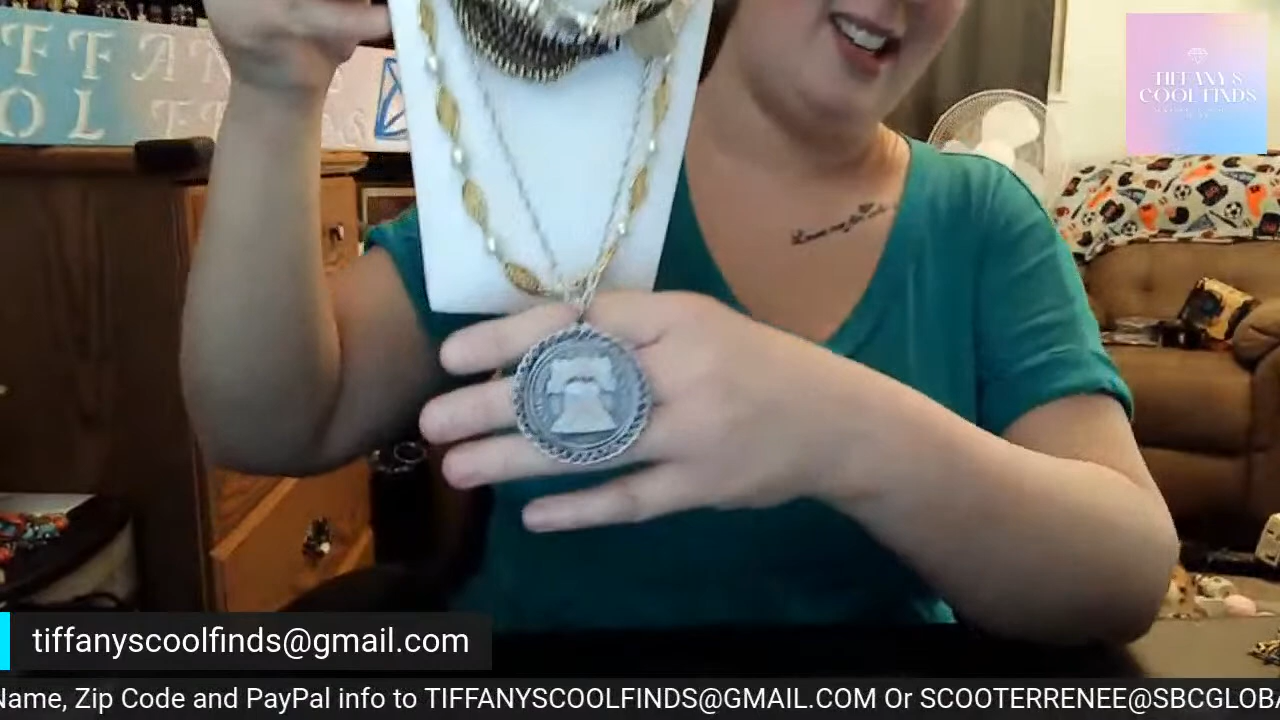 TIFFANY'S
COOL FINDS
F F A N
O L F
tiffanyscoolfinds@gmail.com
Name, Zip Code and PayPal info to TIFFANYSCOOLFINDS@GMAIL.COM Or SCOOTERRENEE@SBCGLOBA